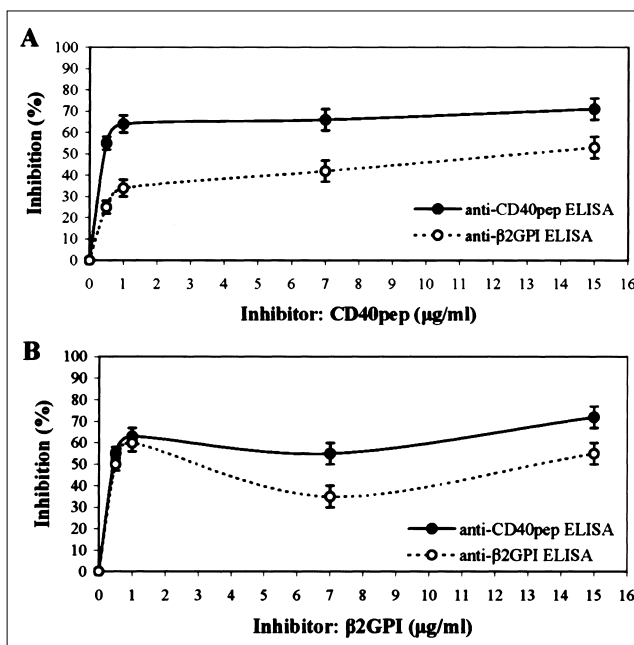 A
Inhibition (%)
100
90
80
70
60
50
40
30
20
10
0
anti-CD40pep ELISA
anti-β2GPI ELISA
0 1 2 3 4 5 6 7 8 9 10 11 12 13 14 15 16
Inhibitor: CD40pep (μg/ml)
B
Inhibition (%)
100
90
80
70
60
50
40
30
20
10
0
anti-CD40pep ELISA
anti-β2GPI ELISA
0 1 2 3 4 5 6 7 8 9 10 11 12 13 14 15 16
Inhibitor: β2GPI (μg/ml)